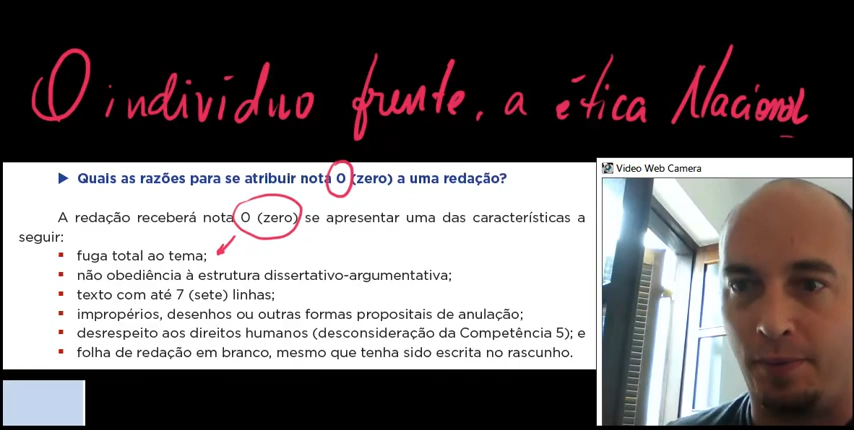 O indivíduo frente, a ética Nacional
▶ Quais as razões para se atribuir nota 0 (zero) a uma redação?
A redação receberá nota 0 (zero) se apresentar uma das características a
seguir:
▪ fuga total ao tema;
▪ não obediência à estrutura dissertativo-argumentativa;
▪ texto com até 7 (sete) linhas;
▪ impropérios, desenhos ou outras formas propositais de anulação;
▪ desrespeito aos direitos humanos (desconsideração da Competência 5); e
▪ folha de redação em branco, mesmo que tenha sido escrita no rascunho.
Video Web Camera